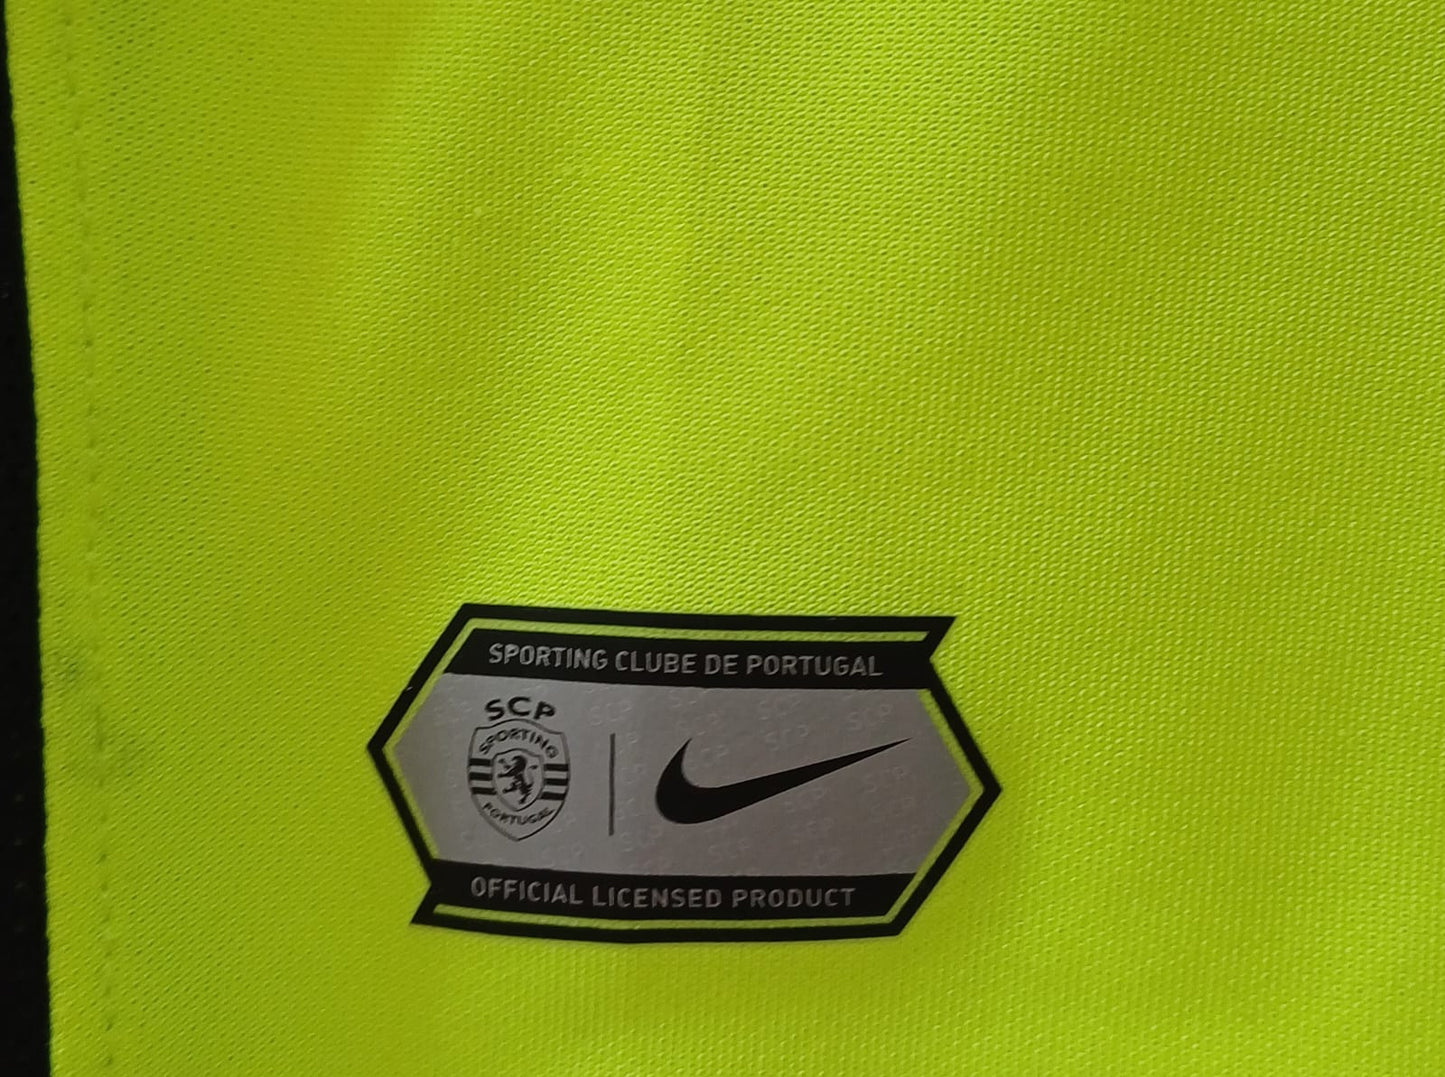 SPORTING CLUBE DE PORTUGAL
SCP
SPORTING
PORTUGAL
OFFICIAL LICENSED PRODUCT